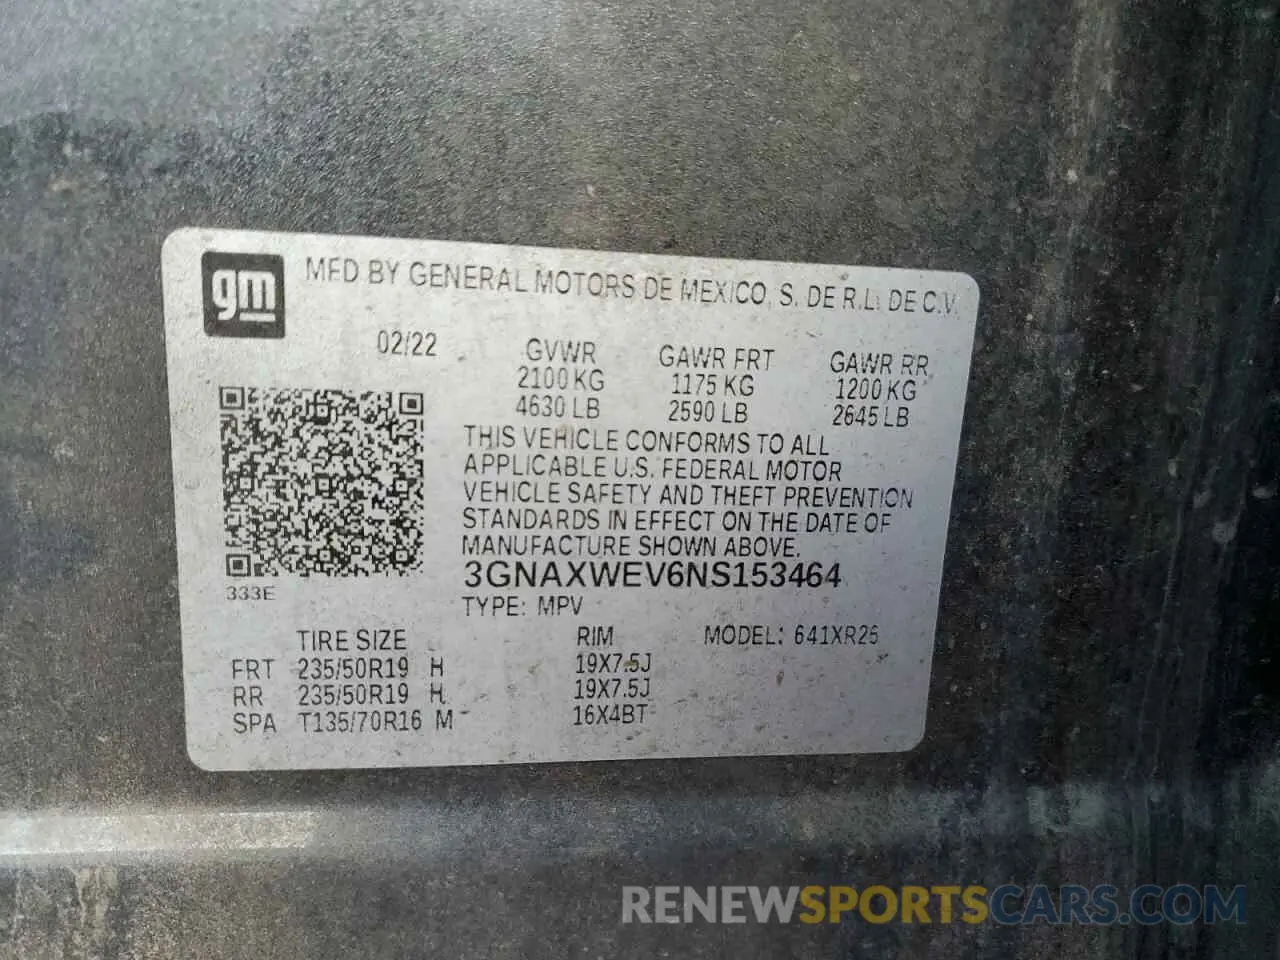 gm
MFD BY GENERAL MOTORS DE MEXICO, S. DE R.L. DE C.V.
02/22 GVWR GAWR FRT GAWR RR
2100 KG 1175 KG 1200 KG
4630 LB 2590 LB 2645 LB
THIS VEHICLE CONFORMS TO ALL
APPLICABLE U.S. FEDERAL MOTOR
VEHICLE SAFETY AND THEFT PREVENTION
STANDARDS IN EFFECT ON THE DATE OF
MANUFACTURE SHOWN ABOVE.
3GNAXWEV6NS153464
333E
TYPE: MPV
TIRE SIZE RIM MODEL: 641XR26
FRT 235/50R19 H 19X7.5J
RR 235/50R19 H 19X7.5J
SPA T135/70R16 M 16X4BT
RENEWSPORTSCARS.COM